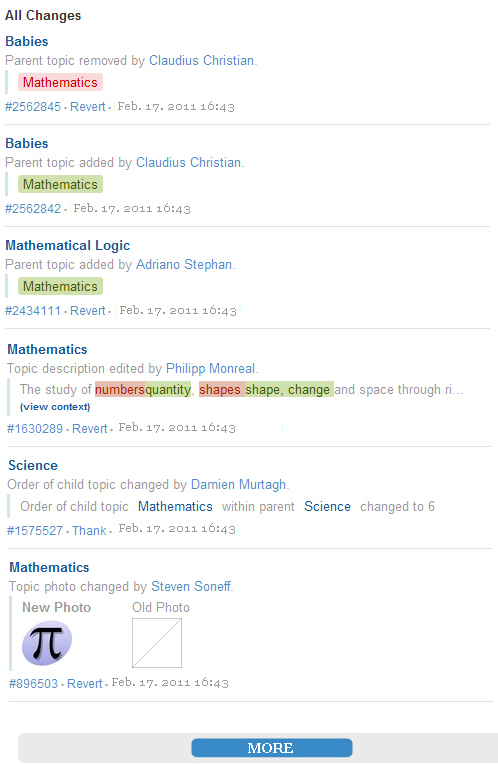 All Changes
Babies
Parent topic removed by Claudius Christian.
Mathematics
#2562845 · Revert · Feb. 17. 2011 16:43
Babies
Parent topic added by Claudius Christian.
Mathematics
#2562842 · Feb. 17. 2011 16:43
Mathematical Logic
Parent topic added by Adriano Stephan.
Mathematics
#2434111 · Revert · Feb. 17. 2011 16:43
Mathematics
Topic description edited by Philipp Monreal.
The study of numbersquantity, shapes shape, change and space through ri...
(view context)
#1630289 · Revert · Feb. 17. 2011 16:43
Science
Order of child topic changed by Damien Murtagh.
Order of child topic Mathematics within parent Science changed to 6
#1575527 · Thank · Feb. 17. 2011 16:43
Mathematics
Topic photo changed by Steven Soneff.
New Photo Old Photo
π
#896503 · Revert · Feb. 17. 2011 16:43
MORE